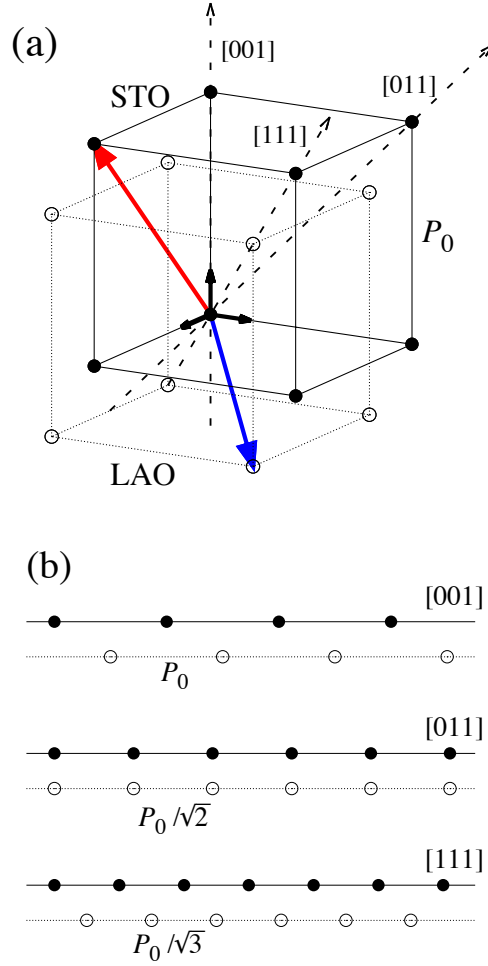 (a)
[001]
[011]
STO
[111]
P₀
LAO
(b)
[001]
P₀
[011]
P₀/√2
[111]
P₀/√3